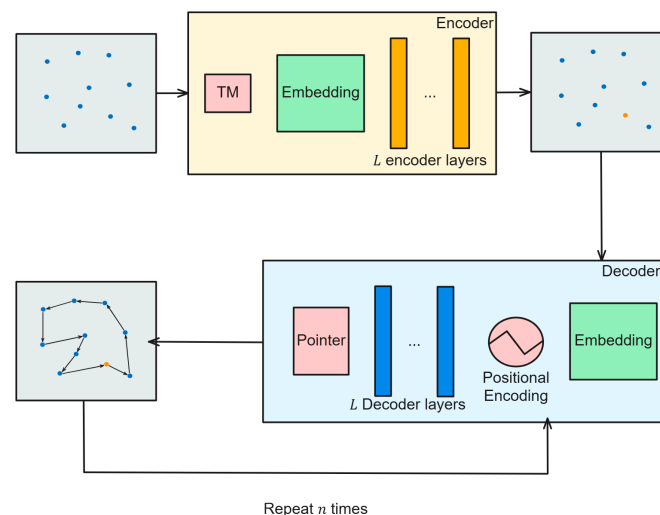 Encoder
TM
Embedding
...
L encoder layers
Decoder
Pointer
...
Embedding
Positional
Encoding
L Decoder layers
Repeat n times